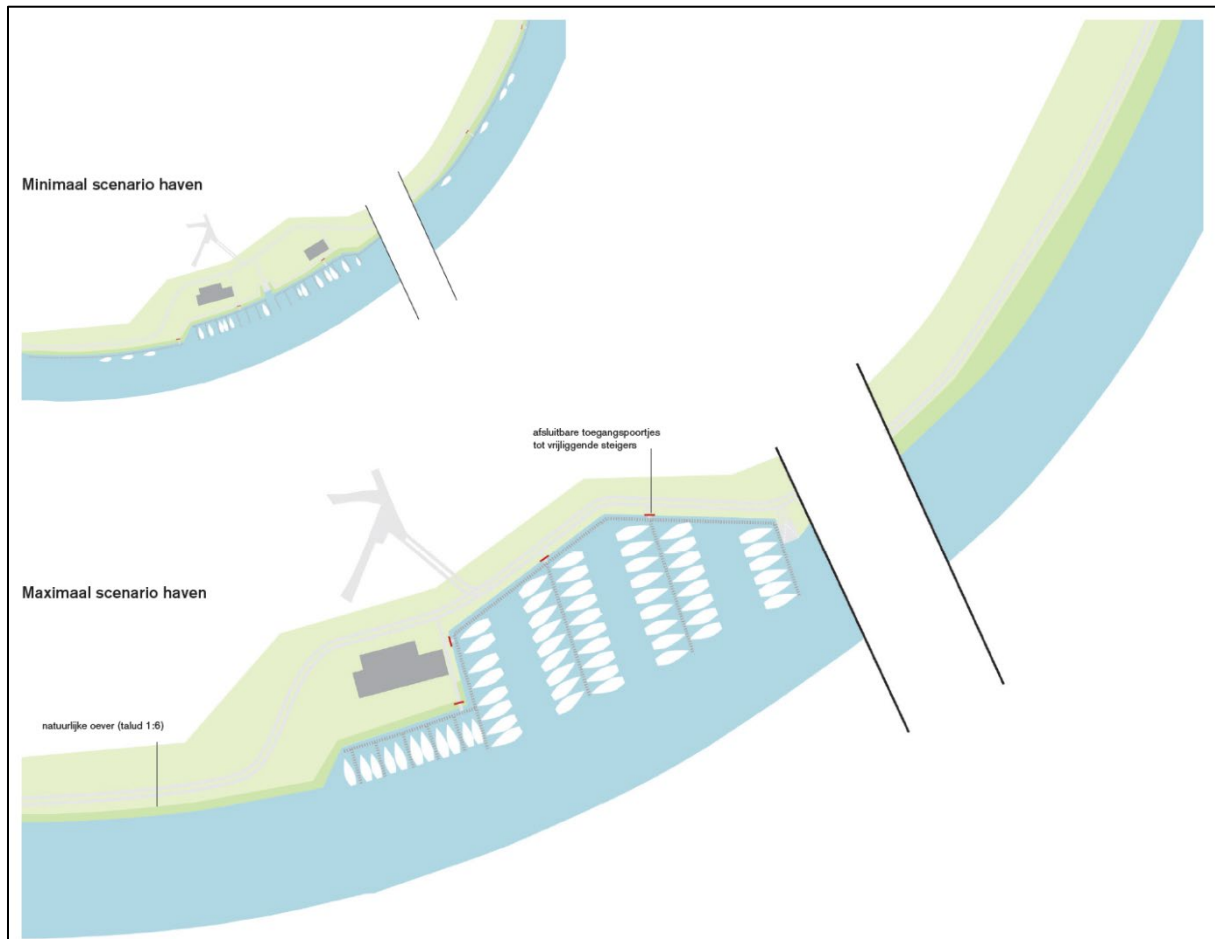 Minimaal scenario haven
afsluitbare toegangspoortjes
tot vrijliggende steigers
Maximaal scenario haven
natuurlijke oever (talud 1:6)